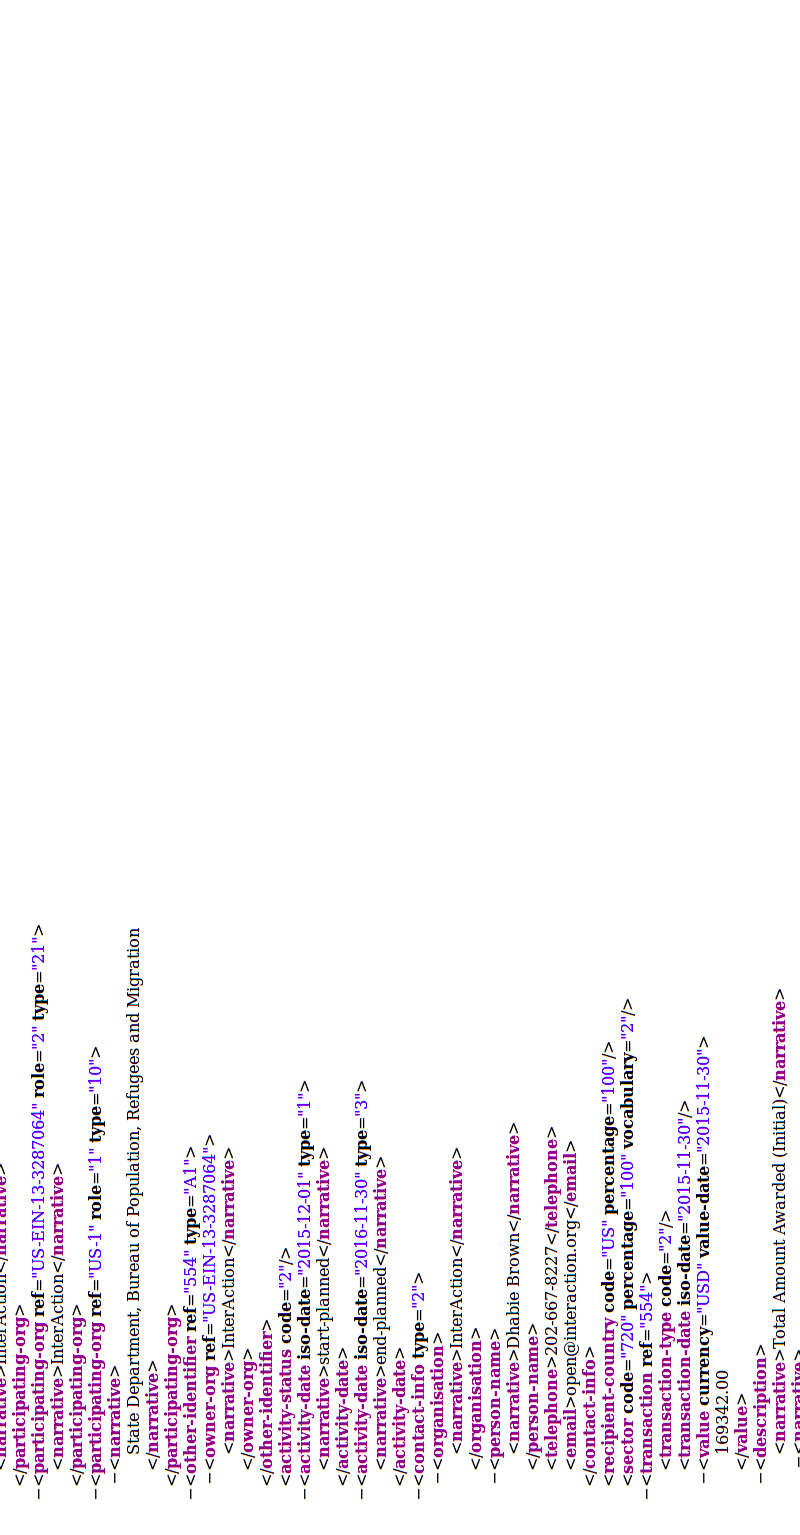 <narrative>InterAction</narrative>
</participating-org>
−<participating-org ref="US-EIN-13-3287064" role="2" type="21">
<narrative>InterAction</narrative>
</participating-org>
−<participating-org ref="US-1" role="1" type="10">
−<narrative>
State Department, Bureau of Population, Refugees and Migration
</narrative>
</participating-org>
−<other-identifier ref="554" type="A1">
−<owner-org ref="US-EIN-13-3287064">
<narrative>InterAction</narrative>
</owner-org>
</other-identifier>
<activity-status code="2"/>
−<activity-date iso-date="2015-12-01" type="1">
<narrative>start-planned</narrative>
</activity-date>
−<activity-date iso-date="2016-11-30" type="3">
<narrative>end-planned</narrative>
</activity-date>
−<contact-info type="2">
−<organisation>
<narrative>InterAction</narrative>
</organisation>
−<person-name>
<narrative>Dhabie Brown</narrative>
</person-name>
<telephone>202-667-8227</telephone>
<email>open@interaction.org</email>
</contact-info>
<recipient-country code="US" percentage="100"/>
<sector code="720" percentage="100" vocabulary="2"/>
−<transaction ref="554">
<transaction-type code="2"/>
<transaction-date iso-date="2015-11-30"/>
−<value currency="USD" value-date="2015-11-30">
169342.00
</value>
−<description>
<narrative>Total Amount Awarded (Initial)</narrative>
−<narrative>